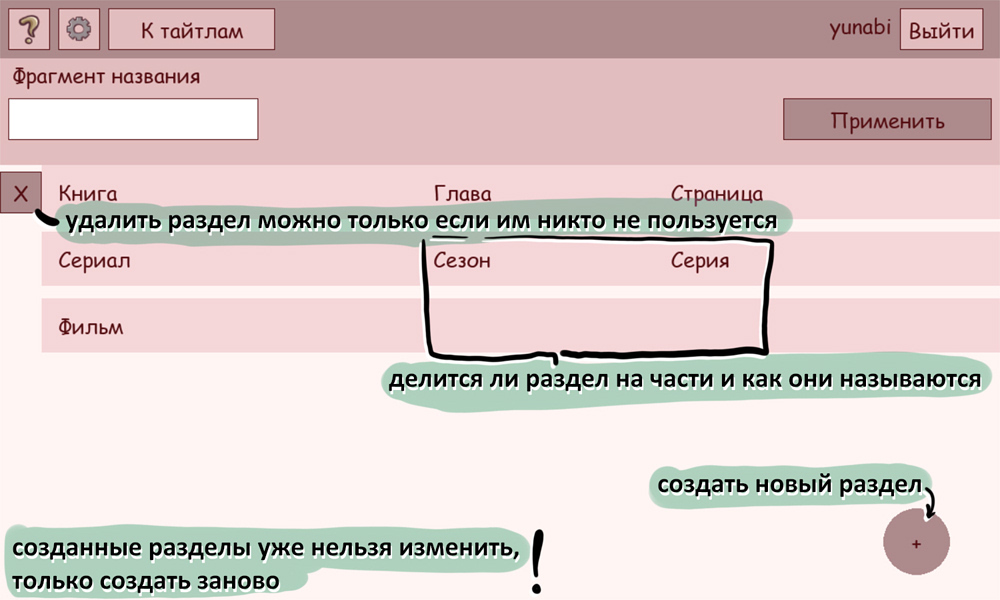 ?
К тайтлам
yunabi
Выйти
Фрагмент названия
Применить
X
Книга Глава Страница
удалить раздел можно только если им никто не пользуется
Сериал Сезон Серия
Фильм
делится ли раздел на части и как они называются
создать новый раздел
+
созданные разделы уже нельзя изменить,
только создать заново
!